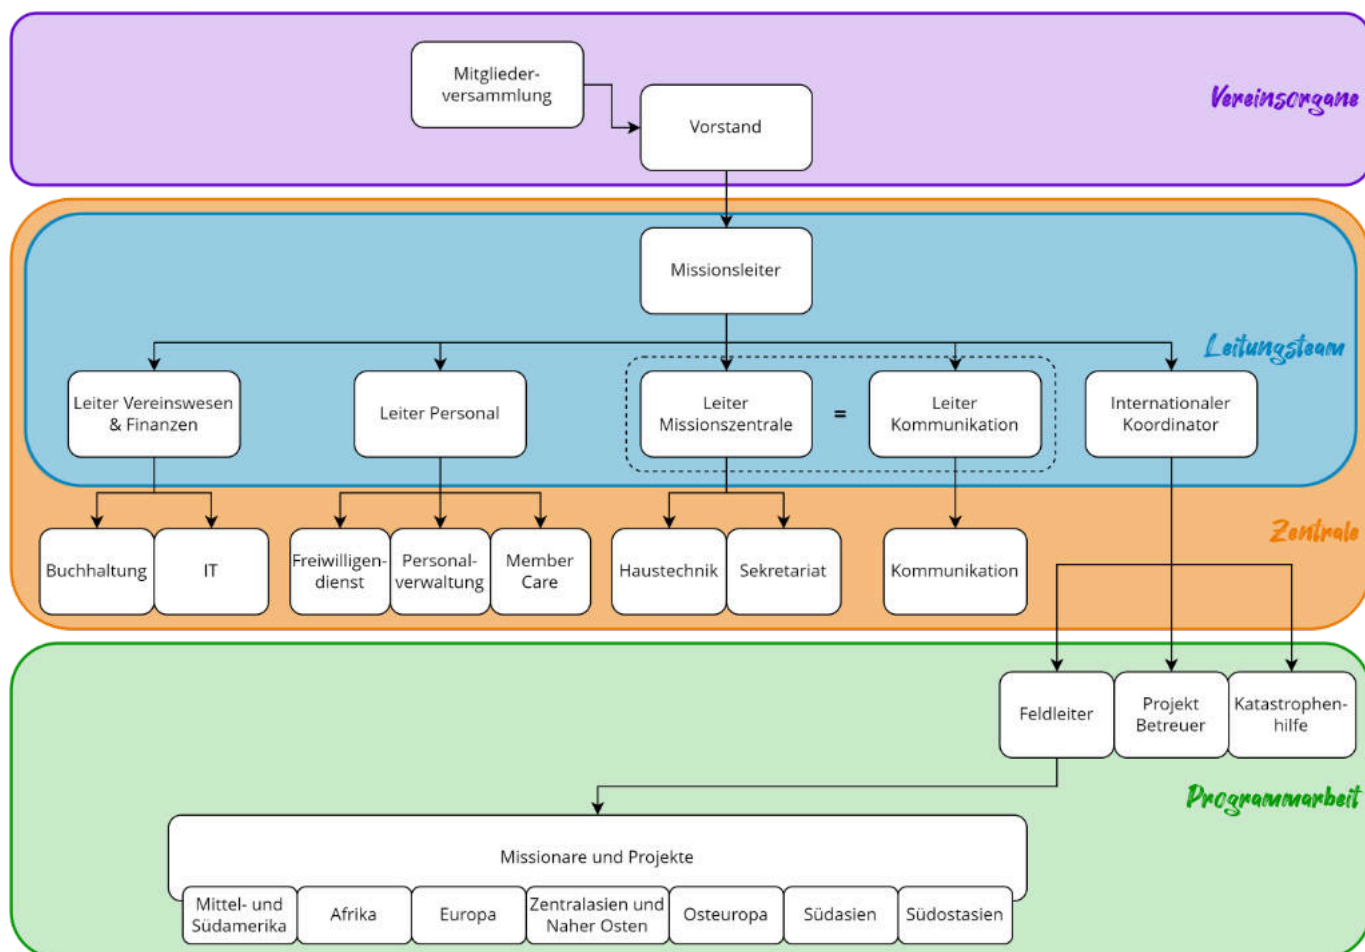 Mitglieder-
versammlung
Vorstand
Vereinsorgane
Missionsleiter
Leitungsteam
Leiter Vereinswesen
& Finanzen
Leiter Personal
Leiter
Missionszentrale
=
Leiter
Kommunikation
Internationaler
Koordinator
Zentrale
Buchhaltung
IT
Freiwilligen-
dienst
Personal-
verwaltung
Member
Care
Haustechnik
Sekretariat
Kommunikation
Feldleiter
Projekt
Betreuer
Katastrophen-
hilfe
Programmarbeit
Missionare und Projekte
Mittel- und
Südamerika
Afrika
Europa
Zentralasien und
Naher Osten
Osteuropa
Südasien
Südostasien